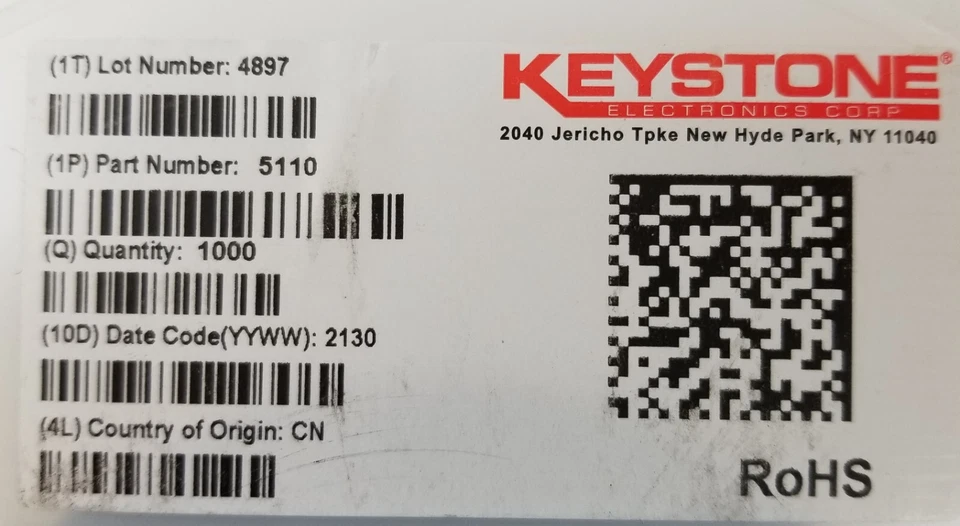 (1T) Lot Number: 4897
(1P) Part Number: 5110
(Q) Quantity: 1000
(10D) Date Code(YYWW): 2130
(4L) Country of Origin: CN
KEYSTONE®
ELECTRONICS CORP
2040 Jericho Tpke New Hyde Park, NY 11040
RoHS